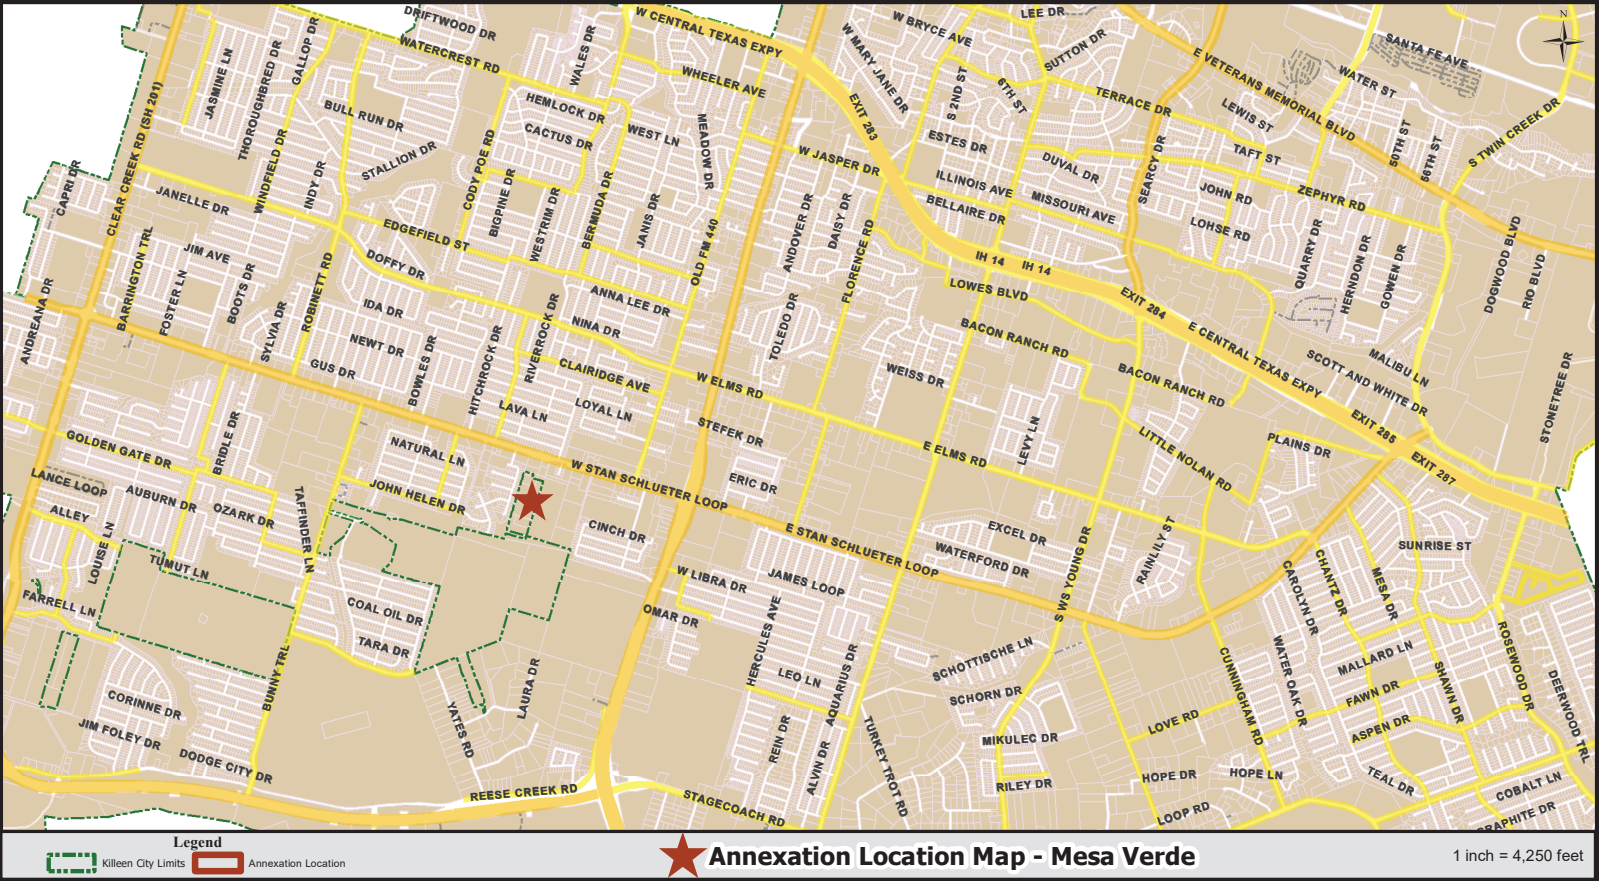 DRIFTWOOD DR
W CENTRAL TEXAS EXPY
W BRYCE AVE
LEE DR
N
WATERCREST RD
WALES DR
W MARY JANE DR
SUTTON DR
E VETERANS MEMORIAL BLVD
SANTA FE AVE
JASMINE LN
THOROUGHBRED DR
GALLOP DR
WHEELER AVE
S 2ND ST
6TH ST
WATER ST
CLEAR CREEK RD (SH 201)
BULL RUN DR
HEMLOCK DR
EXIT 283
TERRACE DR
LEWIS ST
S TWIN CREEK DR
CACTUS DR
WEST LN
MEADOW DR
ESTES DR
50TH ST
56TH ST
STALLION DR
CODY POE RD
W JASPER DR
DUVAL DR
SEARCY DR
TAFT ST
CAPRI DR
WINDFIELD DR
INDY DR
BIGPINE DR
WESTRIM DR
BERMUDA DR
JANIS DR
ILLINOIS AVE
MISSOURI AVE
JOHN RD
ZEPHYR RD
JANELLE DR
EDGEFIELD ST
OLD FM 440
ANDOVER DR
DAISY DR
FLORENCE RD
BELLAIRE DR
LOHSE RD
QUARRY DR
HERNDON DR
GOWEN DR
DOGWOOD BLVD
RIO BLVD
BARRINGTON TRL
JIM AVE
DOFFY DR
IH 14
IH 14
ANDREANA DR
FOSTER LN
BOOTS DR
ROBINETT RD
SYLVIA DR
IDA DR
ANNA LEE DR
LOWES BLVD
EXIT 284
NEWT DR
BOWLES DR
HITCHROCK DR
RIVERROCK DR
NINA DR
TOLEDO DR
BACON RANCH RD
E CENTRAL TEXAS EXPY
SCOTT AND WHITE DR
MALIBU LN
GUS DR
CLAIRIDGE AVE
W ELMS RD
WEISS DR
BACON RANCH RD
STONETREE DR
LAVA LN
LOYAL LN
STEFEK DR
LEVY LN
LITTLE NOLAN RD
EXIT 285
GOLDEN GATE DR
BRIDLE DR
NATURAL LN
E ELMS RD
PLAINS DR
EXIT 287
LANCE LOOP
AUBURN DR
JOHN HELEN DR
W STAN SCHLUETER LOOP
ERIC DR
ALLEY
OZARK DR
TAFFINDER LN
CINCH DR
E STAN SCHLUETER LOOP
EXCEL DR
RAINLILY ST
SUNRISE ST
LOUISE LN
TUMUT LN
W LIBRA DR
JAMES LOOP
WATERFORD DR
S WS YOUNG DR
CAROLYN DR
CHANTZ DR
MESA DR
FARRELL LN
COAL OIL DR
OMAR DR
HERCULES AVE
TARA DR
SCHOTTISCHE LN
WATER OAK DR
MALLARD LN
ROSEWOOD DR
BUNNY TRL
LAURA DR
LEO LN
AQUARIUS DR
SCHORN DR
CUNNINGHAM RD
FAWN DR
SHAWN DR
DEERWOOD TRL
CORINNE DR
YATES RD
JIM FOLEY DR
REIN DR
TURKEY TROT RD
MIKULEC DR
LOVE RD
ASPEN DR
DODGE CITY DR
ALVIN DR
RILEY DR
HOPE DR
HOPE LN
TEAL DR
COBALT LN
REESE CREEK RD
STAGECOACH RD
LOOP RD
GRAPHITE DR
Legend
Killeen City Limits
Annexation Location
Annexation Location Map - Mesa Verde
1 inch = 4,250 feet